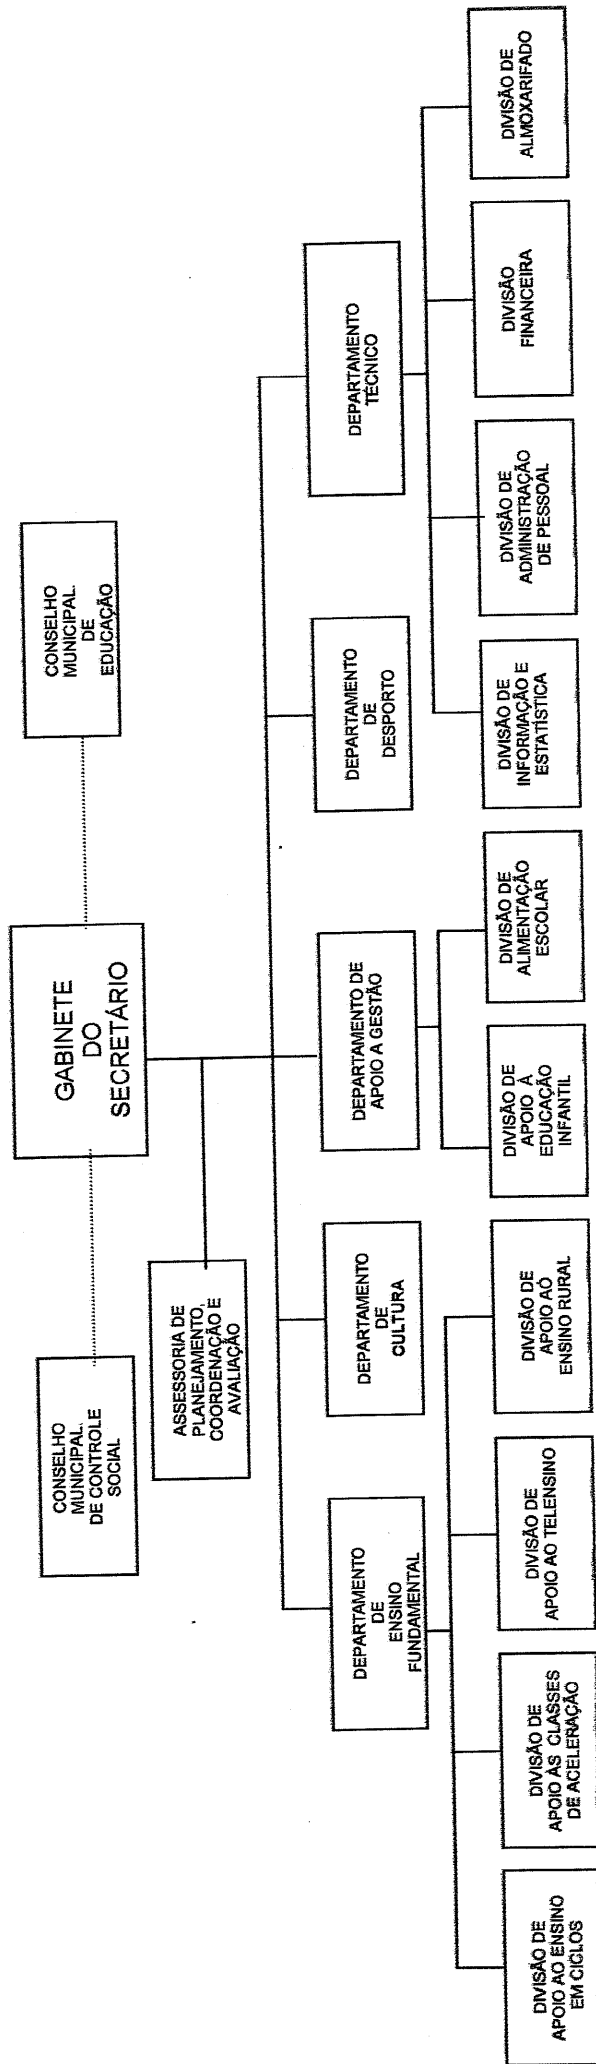 CONSELHO
MUNICIPAL.
DE CONTROLE
SOCIAL
GABINETE
DO
SECRETÁRIO
CONSELHO
MUNICIPAL.
DE
EDUCAÇÃO
ASSESSORIA DE
PLANEJAMENTO,
COORDENAÇÃO E
AVALIAÇÃO
DEPARTAMENTO
DE
ENSINO
FUNDAMENTAL
DEPARTAMENTO
DE
CULTURA
DEPARTAMENTO DE
APOIO A GESTÃO
DEPARTAMENTO
DE
DESPORTO
DEPARTAMENTO
TÉCNICO
DIVISÃO DE
APOIO AO ENSINO
EM CICLOS
DIVISÃO DE
APOIO ÀS CLASSES
DE ACELERAÇÃO
DIVISÃO DE
APOIO AO TELENSINO
DIVISÃO DE
APOIO AO
ENSINO RURAL
DIVISÃO DE
APOIO À
EDUCAÇÃO
INFANTIL
DIVISÃO DE
ALIMENTAÇÃO
ESCOLAR
DIVISÃO DE
INFORMAÇÃO E
ESTATÍSTICA
DIVISÃO DE
ADMINISTRAÇÃO
DE PESSOAL
DIVISÃO
FINANCEIRA
DIVISÃO DE
ALMOXARIFADO